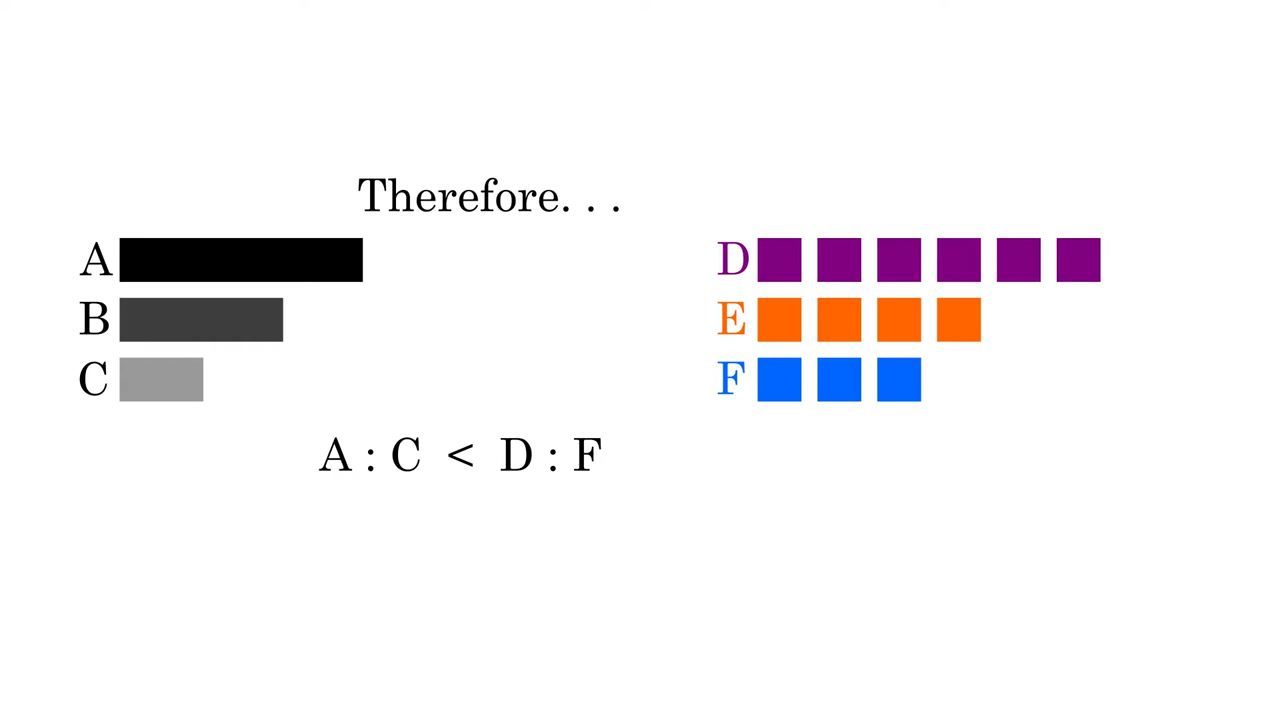 Therefore. . .
A
B
C
D
E
F
A : C < D : F